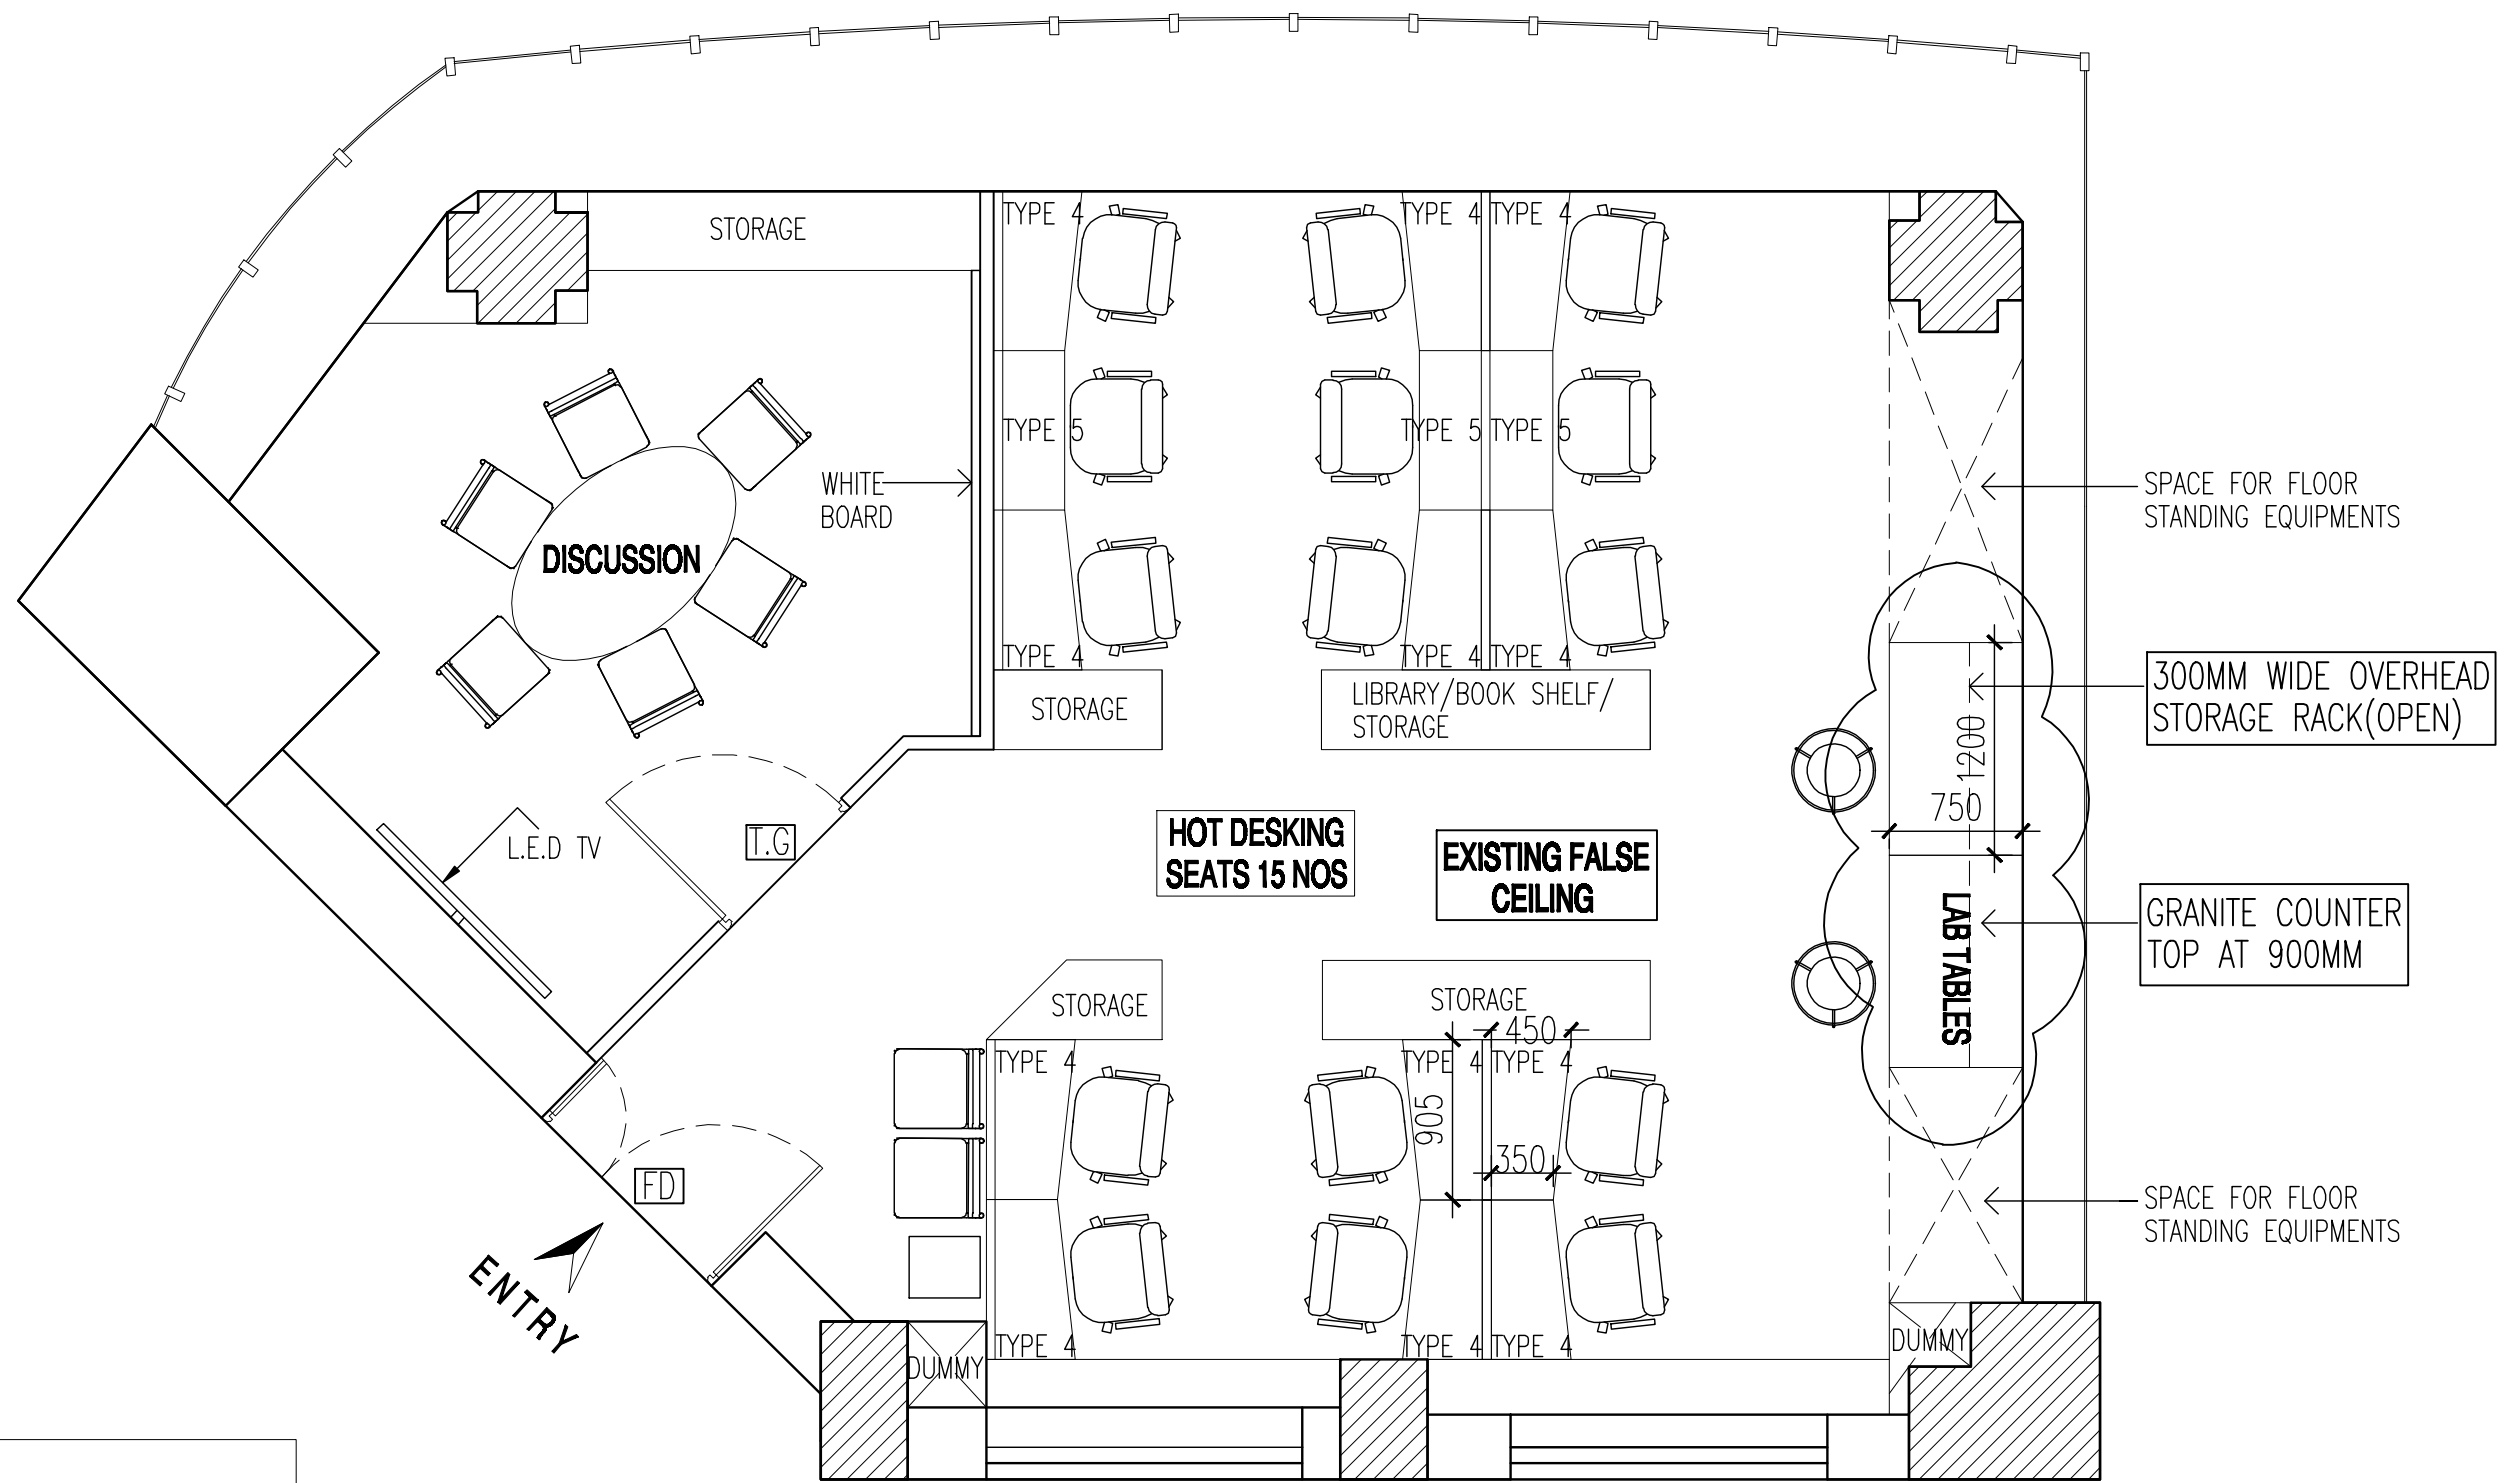 STORAGE
TYPE 4
TYPE 4
TYPE 4
TYPE 5
TYPE 5
TYPE 5
WHITE
BOARD
SPACE FOR FLOOR
STANDING EQUIPMENTS
DISCUSSION
TYPE 4
TYPE 4
TYPE 4
STORAGE
LIBRARY/BOOK SHELF/
STORAGE
300MM WIDE OVERHEAD
STORAGE RACK(OPEN)
1200
750
L.E.D TV
T.G
HOT DESKING
SEATS 15 NOS
EXISTING FALSE
CEILING
LAB TABLES
GRANITE COUNTER
TOP AT 900MM
STORAGE
STORAGE
450
TYPE 4
TYPE 4
TYPE 4
905
350
FD
SPACE FOR FLOOR
STANDING EQUIPMENTS
ENTRY
TYPE 4
TYPE 4
TYPE 4
DUMMY
DUMMY